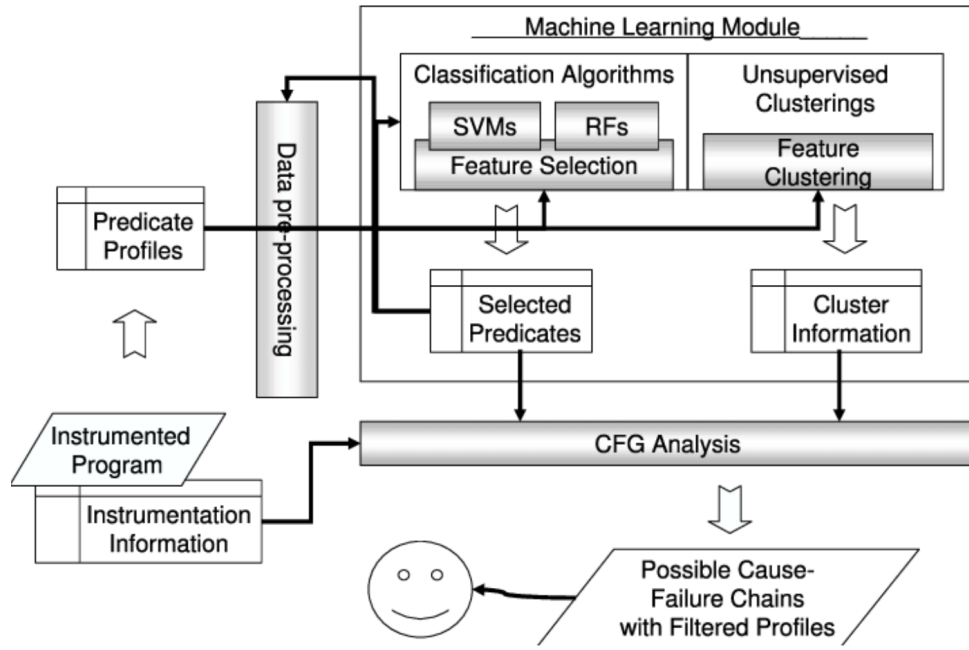 Machine Learning Module
Classification Algorithms
SVMs
RFs
Feature Selection
Unsupervised
Clusterings
Feature
Clustering
Data pre-processing
Predicate
Profiles
Selected
Predicates
Cluster
Information
Instrumented
Program
Instrumentation
Information
CFG Analysis
Possible Cause-
Failure Chains
with Filtered Profiles